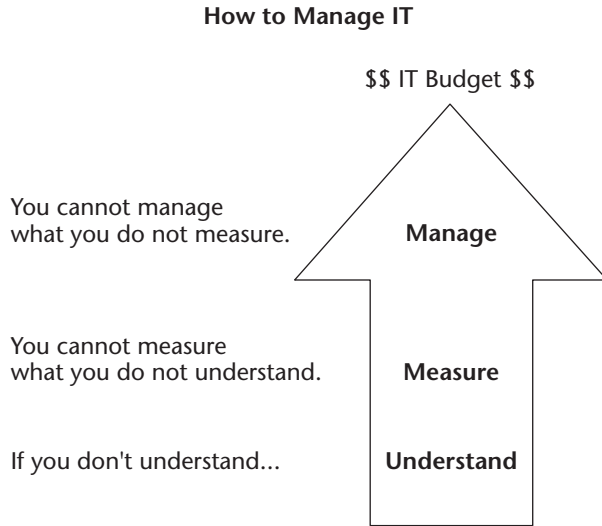 How to Manage IT
$$ IT Budget $$
You cannot manage
what you do not measure.
Manage
You cannot measure
what you do not understand.
Measure
If you don't understand...
Understand